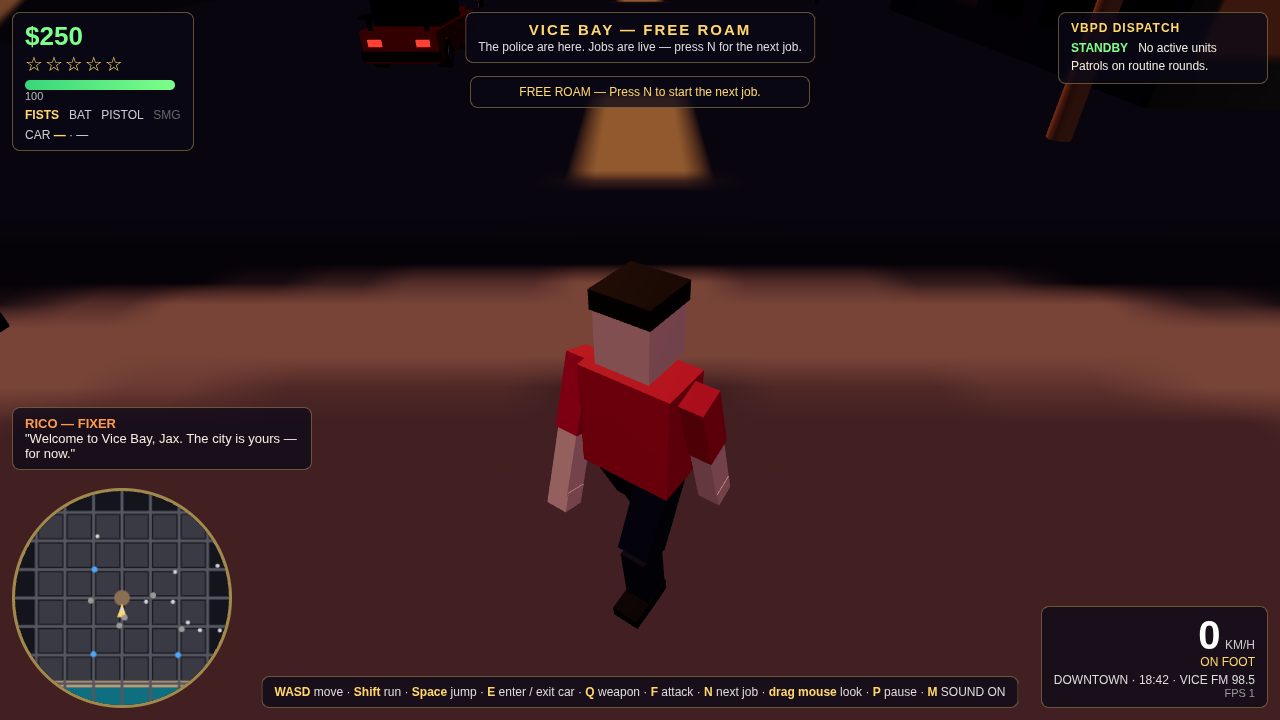 $250
☆☆☆☆☆
100
FISTS BAT PISTOL SMG
CAR — · —
VICE BAY — FREE ROAM
The police are here. Jobs are live — press N for the next job.
FREE ROAM — Press N to start the next job.
VBPD DISPATCH
STANDBY No active units
Patrols on routine rounds.
RICO — FIXER
"Welcome to Vice Bay, Jax. The city is yours —
for now."
WASD move · Shift run · Space jump · E enter / exit car · Q weapon · F attack · N next job · drag mouse look · P pause · M SOUND ON
0 KM/H
ON FOOT
DOWNTOWN · 18:42 · VICE FM 98.5
FPS 1